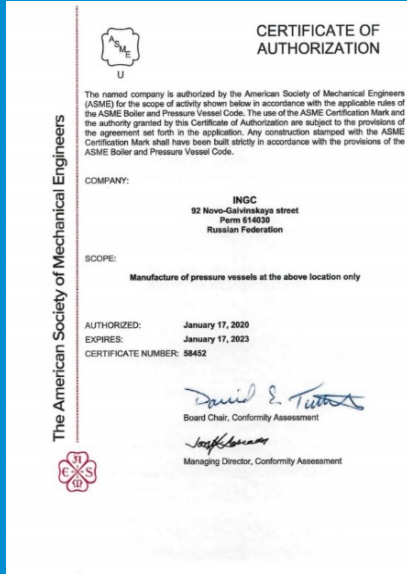 ASME
U
CERTIFICATE OF
AUTHORIZATION
The named company is authorized by the American Society of Mechanical Engineers
(ASME) for the scope of activity shown below in accordance with the applicable rules of
the ASME Boiler and Pressure Vessel Code. The use of the ASME Certification Mark and
the authority granted by this Certificate of Authorization are subject to the provisions of
the agreement set forth in the application. Any construction stamped with the ASME
Certification Mark shall have been built strictly in accordance with the provisions of the
ASME Boiler and Pressure Vessel Code.
COMPANY:
INGC
92 Novo-Gaivinskaya street
Perm 614030
Russian Federation
SCOPE:
Manufacture of pressure vessels at the above location only
AUTHORIZED: January 17, 2020
EXPIRES: January 17, 2023
CERTIFICATE NUMBER: 58452
Board Chair, Conformity Assessment
Managing Director, Conformity Assessment
The American Society of Mechanical Engineers